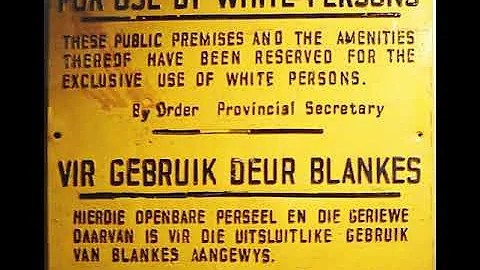 FOR USE BY WHITE PERSONS
THESE PUBLIC PREMISES AND THE AMENITIES
THEREOF HAVE BEEN RESERVED FOR THE
EXCLUSIVE USE OF WHITE PERSONS.
By Order Provincial Secretary
VIR GEBRUIK DEUR BLANKES
HIERDIE OPENBARE PERSEEL EN DIE GERIEWE
DAARVAN IS VIR DIE UITSLUITLIKE GEBRUIK
VAN BLANKES AANGEWYS.